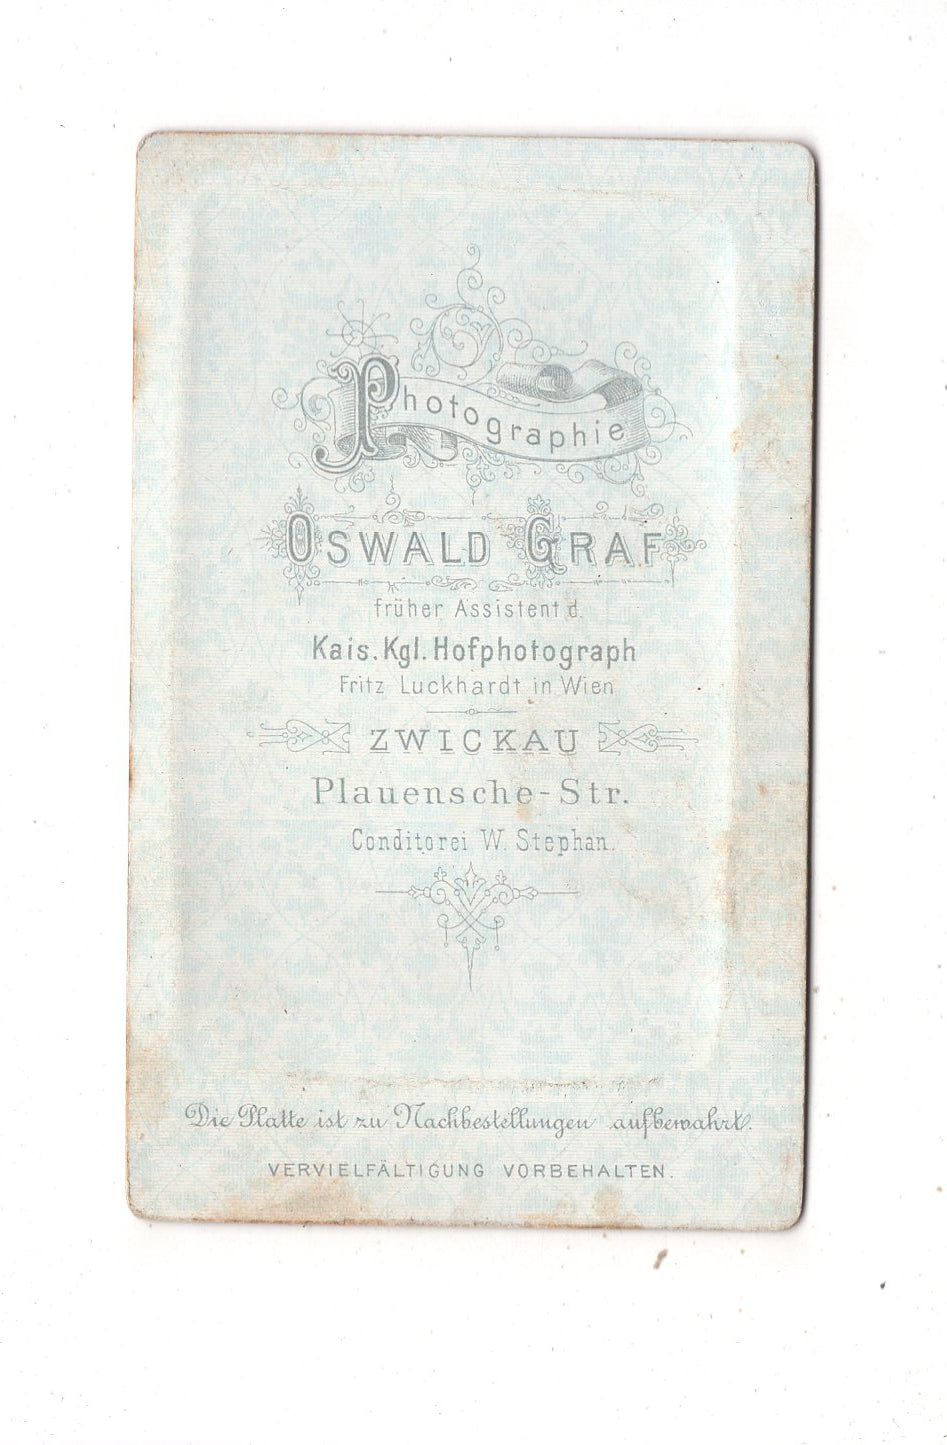 Photographie
OSWALD GRAF
früher Assistent d.
Kais. Kgl. Hofphotograph
Fritz Luckhardt in Wien
ZWICKAU
Plauensche-Str.
Conditorei W. Stephan.
Die Platte ist zu Nachbestellungen aufbewahrt.
VERVIELFÄLTIGUNG VORBEHALTEN.